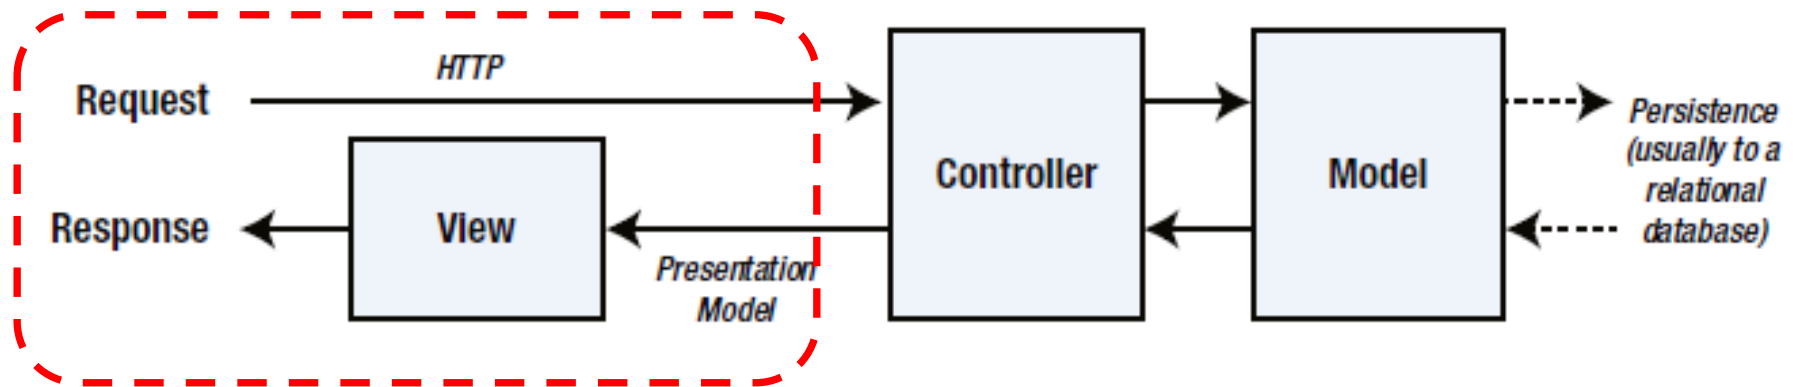 HTTP
Request
Response
View
Presentation
Model
Controller
Model
Persistence
(usually to a
relational
database)